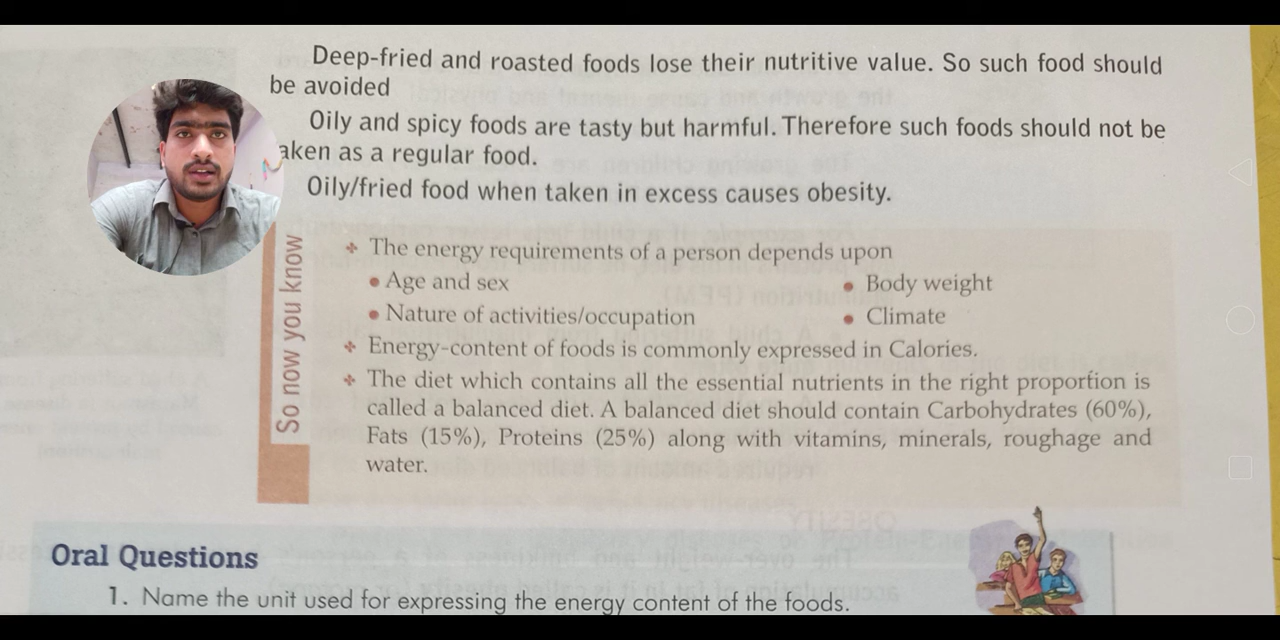 Deep-fried and roasted foods lose their nutritive value. So such food should
be avoided
Oily and spicy foods are tasty but harmful. Therefore such foods should not be
aken as a regular food.
Oily/fried food when taken in excess causes obesity.
So now you know
❖ The energy requirements of a person depends upon
• Age and sex
• Body weight
• Nature of activities/occupation
• Climate
❖ Energy-content of foods is commonly expressed in Calories.
❖ The diet which contains all the essential nutrients in the right proportion is
called a balanced diet. A balanced diet should contain Carbohydrates (60%),
Fats (15%), Proteins (25%) along with vitamins, minerals, roughage and
water.
Oral Questions
1. Name the unit used for expressing the energy content of the foods.